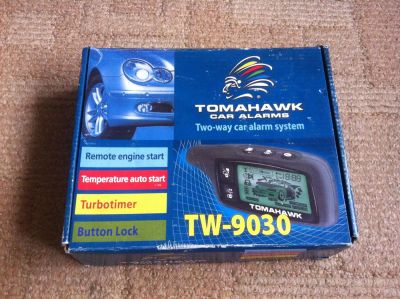 TOMAHAWK
CAR ALARMS
Two-way car alarm system
Remote engine start
Temperature auto start
Turbotimer
Button Lock
TOMAHAWK
TW-9030